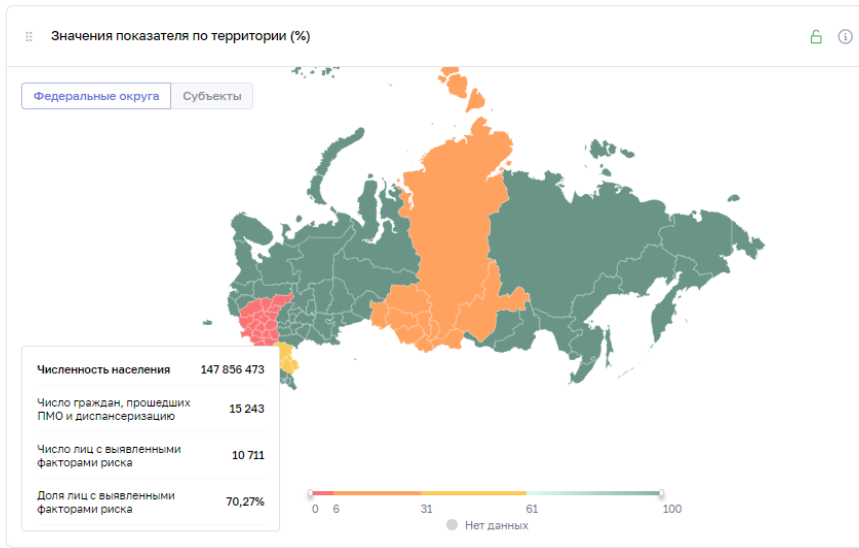 Значения показателя по территории (%)
Федеральные округа Субъекты
Численность населения 147 856 473
Число граждан, прошедших
ПМО и диспансеризацию 15 243
Число лиц с выявленными
факторами риска 10 711
Доля лиц с выявленными
факторами риска 70,27%
0 6 31 61 100
Нет данных